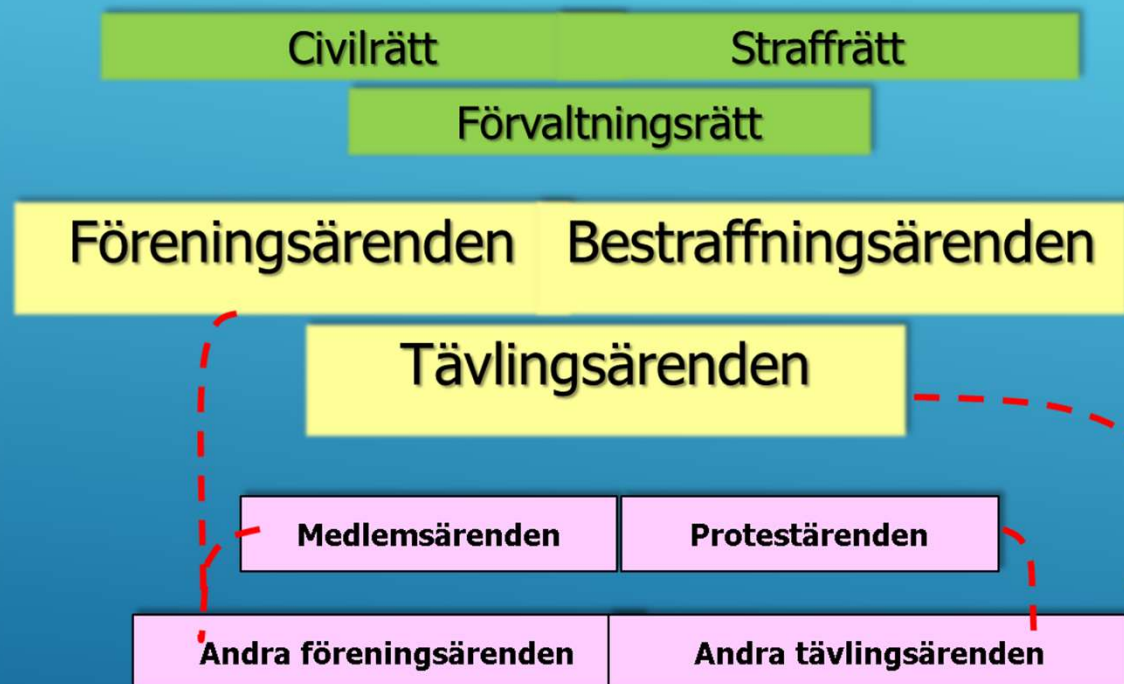 Civilrätt
Straffrätt
Förvaltningsrätt
Föreningsärenden
Bestraffningsärenden
Tävlingsärenden
Medlemsärenden
Protestärenden
Andra föreningsärenden
Andra tävlingsärenden